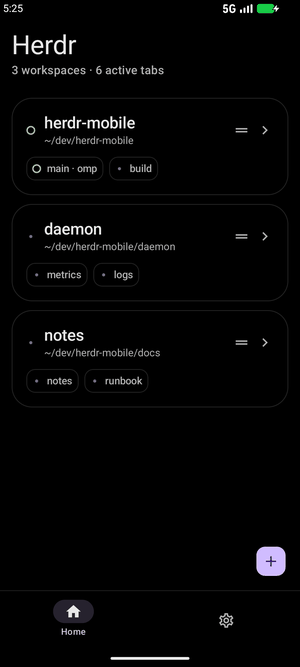 5:25
5G
Herdr
3 workspaces · 6 active tabs
herdr-mobile
~/dev/herdr-mobile
main · omp
build
daemon
~/dev/herdr-mobile/daemon
metrics
logs
notes
~/dev/herdr-mobile/docs
notes
runbook
Home